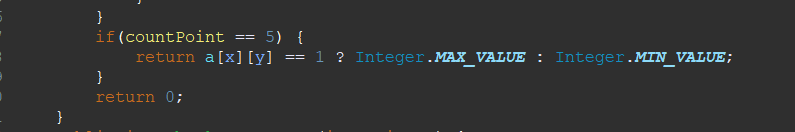 }
if(countPoint == 5) {
return a[x][y] == 1 ? Integer.MAX_VALUE : Integer.MIN_VALUE;
}
return 0;
}